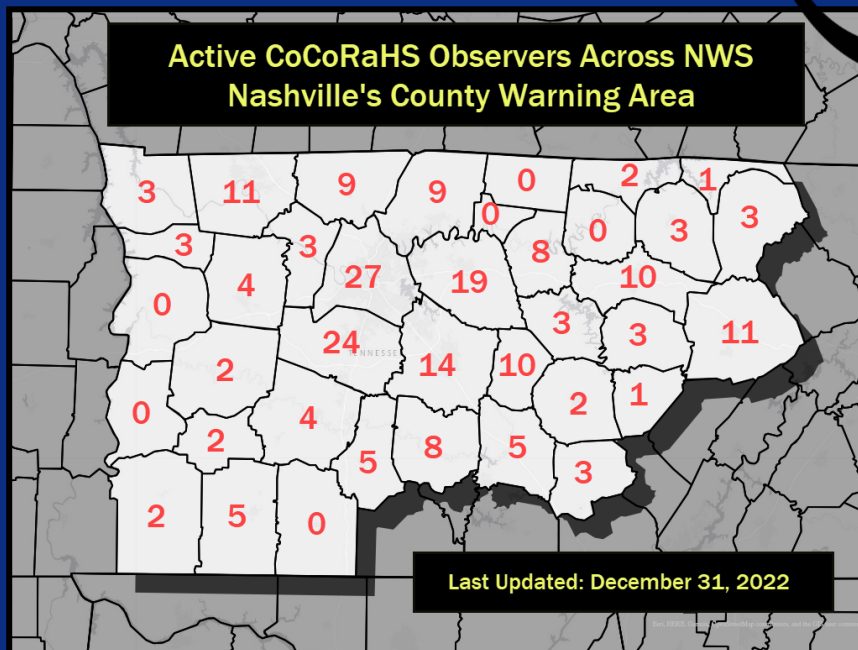 Active CoCoRaHS Observers Across NWS
Nashville's County Warning Area
3 11 9 9 0 2 1
3 3 0 8 0 3 3
0 4 27 19 10
2 24 14 10 3 3 11
0 2 4 2 1
5 8 5 3
2 5 0
TENNESSEE
Last Updated: December 31, 2022